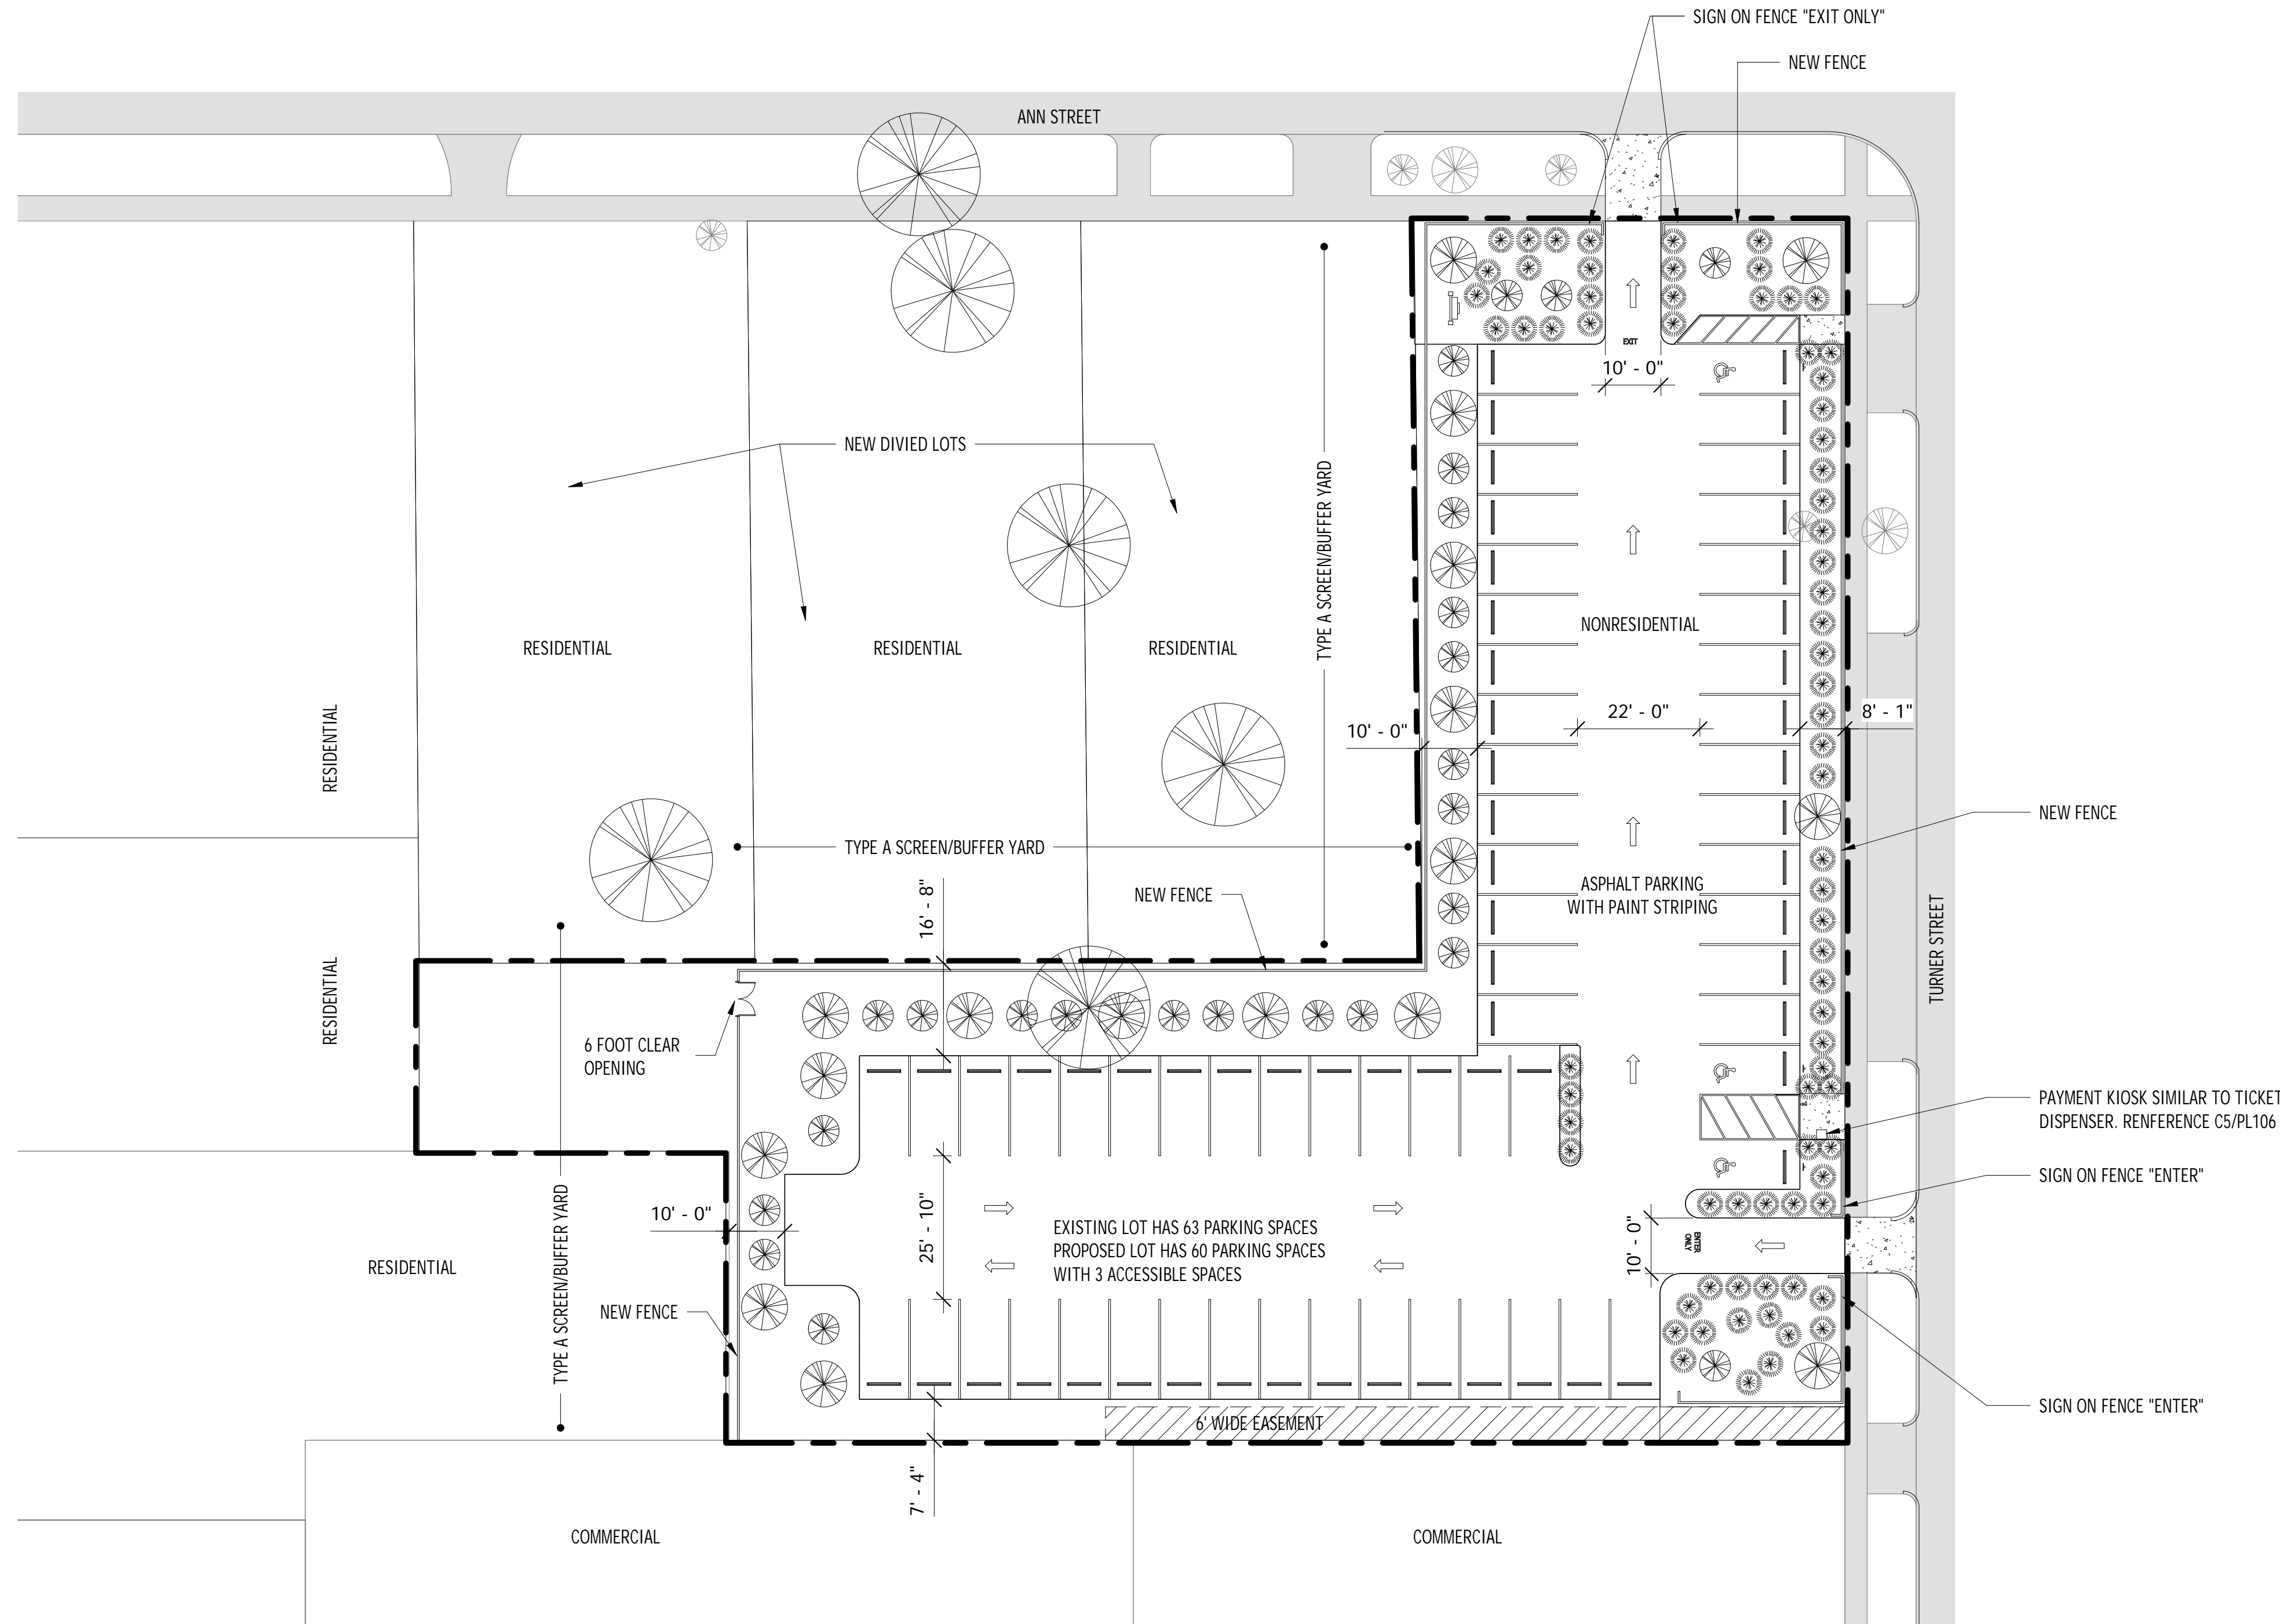 SIGN ON FENCE "EXIT ONLY"
NEW FENCE
ANN STREET
EXIT
10' - 0"
NEW DIVIED LOTS
TYPE A SCREEN/BUFFER YARD
NONRESIDENTIAL
RESIDENTIAL
RESIDENTIAL
RESIDENTIAL
RESIDENTIAL
22' - 0"
8' - 1"
10' - 0"
NEW FENCE
TYPE A SCREEN/BUFFER YARD
16' - 8"
NEW FENCE
ASPHALT PARKING
WITH PAINT STRIPING
TURNER STREET
RESIDENTIAL
6 FOOT CLEAR
OPENING
PAYMENT KIOSK SIMILAR TO TICKET
DISPENSER. RENFERENCE C5/PL106
SIGN ON FENCE "ENTER"
TYPE A SCREEN/BUFFER YARD
10' - 0"
25' - 10"
EXISTING LOT HAS 63 PARKING SPACES
PROPOSED LOT HAS 60 PARKING SPACES
WITH 3 ACCESSIBLE SPACES
10' - 0"
ENTER
ONLY
RESIDENTIAL
NEW FENCE
SIGN ON FENCE "ENTER"
6' WIDE EASEMENT
7' - 4"
COMMERCIAL
COMMERCIAL